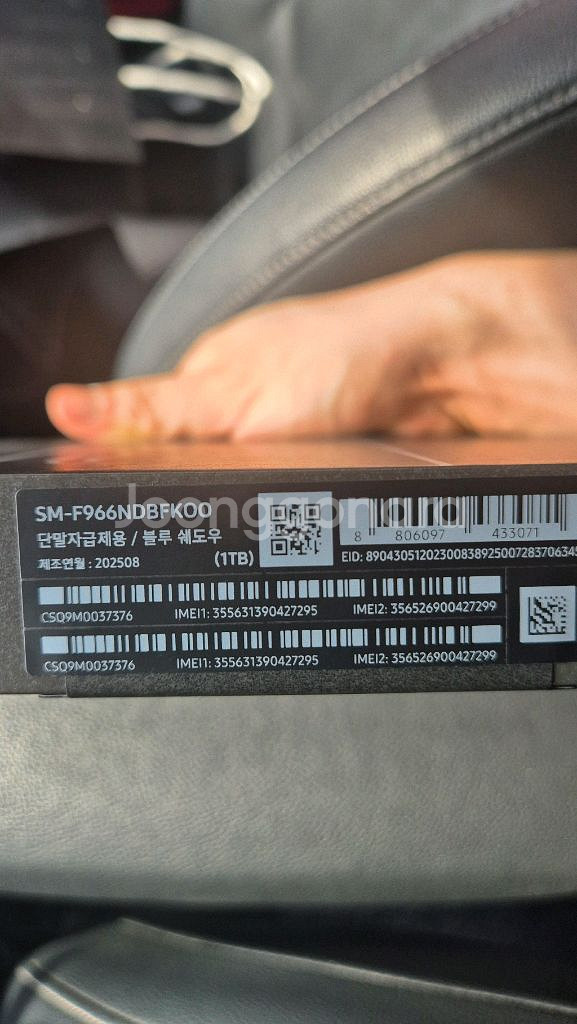 SM-F966NDBFKOO
단말자급제용 / 블루 쉐도우
제조연월 : 202508
(1TB)
Joonggonara
8 806097 433071
EID: 89043051202300838925007283706345
CSQ9M0037376 IMEI1: 355631390427295 IMEI2: 356526900427299
CSQ9M0037376 IMEI1: 355631390427295 IMEI2: 356526900427299